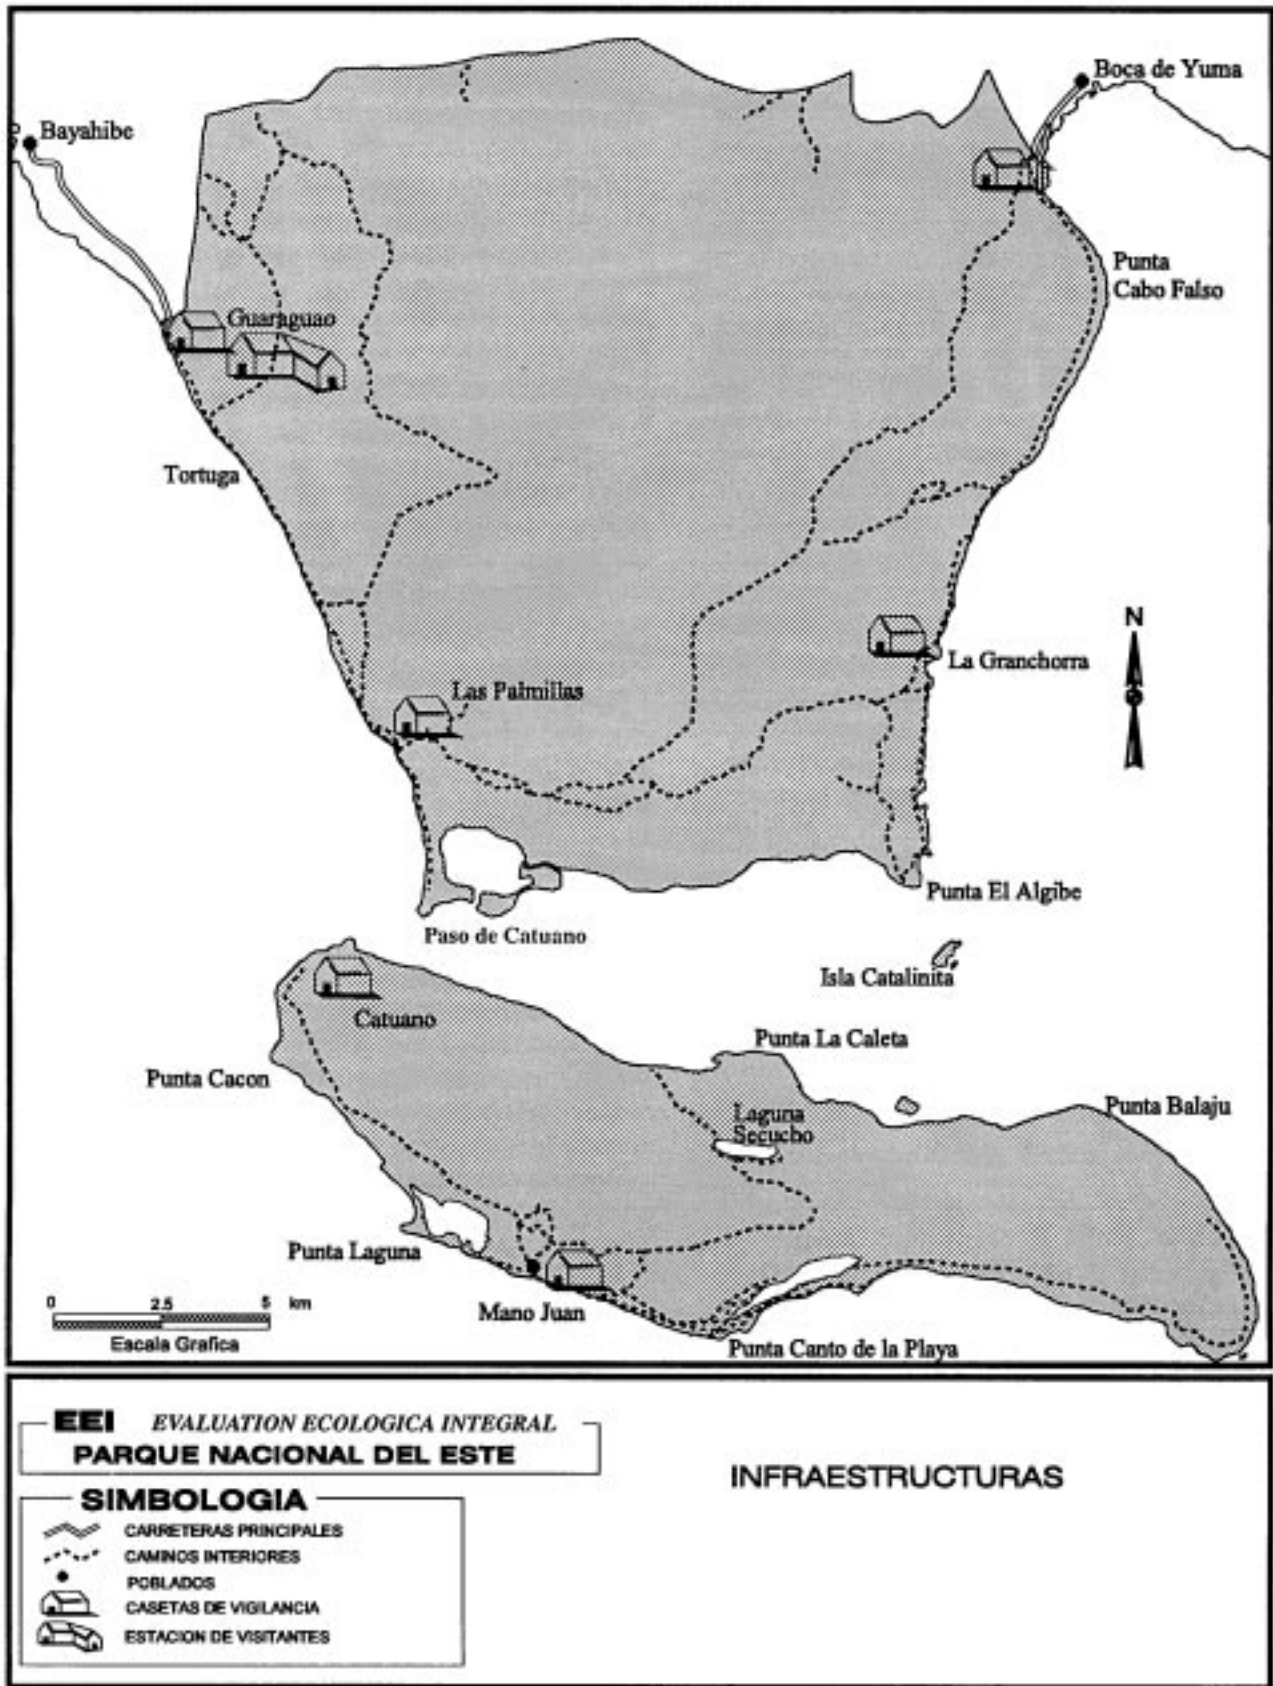 Boca de Yuma
Bayahibe
Punta
Cabo Falso
Guaraguao
Tortuga
N
La Granchorra
Las Palmillas
Punta El Algibe
Paso de Catuano
Isla Catalinita
Catuano
Punta La Caleta
Punta Cacon
Punta Balaju
Laguna
Secucho
Punta Laguna
Mano Juan
0 2.5 5 km
Escala Grafica
Punta Canto de la Playa
EEI EVALUATION ECOLOGICA INTEGRAL
PARQUE NACIONAL DEL ESTE
INFRAESTRUCTURAS
SIMBOLOGIA
CARRETERAS PRINCIPALES
CAMINOS INTERIORES
POBLADOS
CASETAS DE VIGILANCIA
ESTACION DE VISITANTES